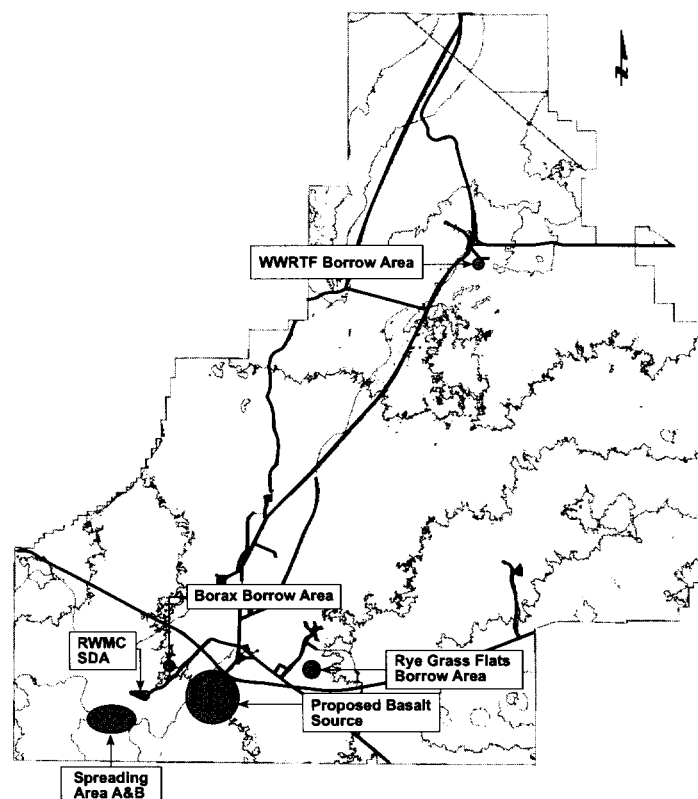 N
WWRTF Borrow Area
Borax Borrow Area
RWMC
SDA
Rye Grass Flats
Borrow Area
Proposed Basalt
Source
Spreading
Area A&B